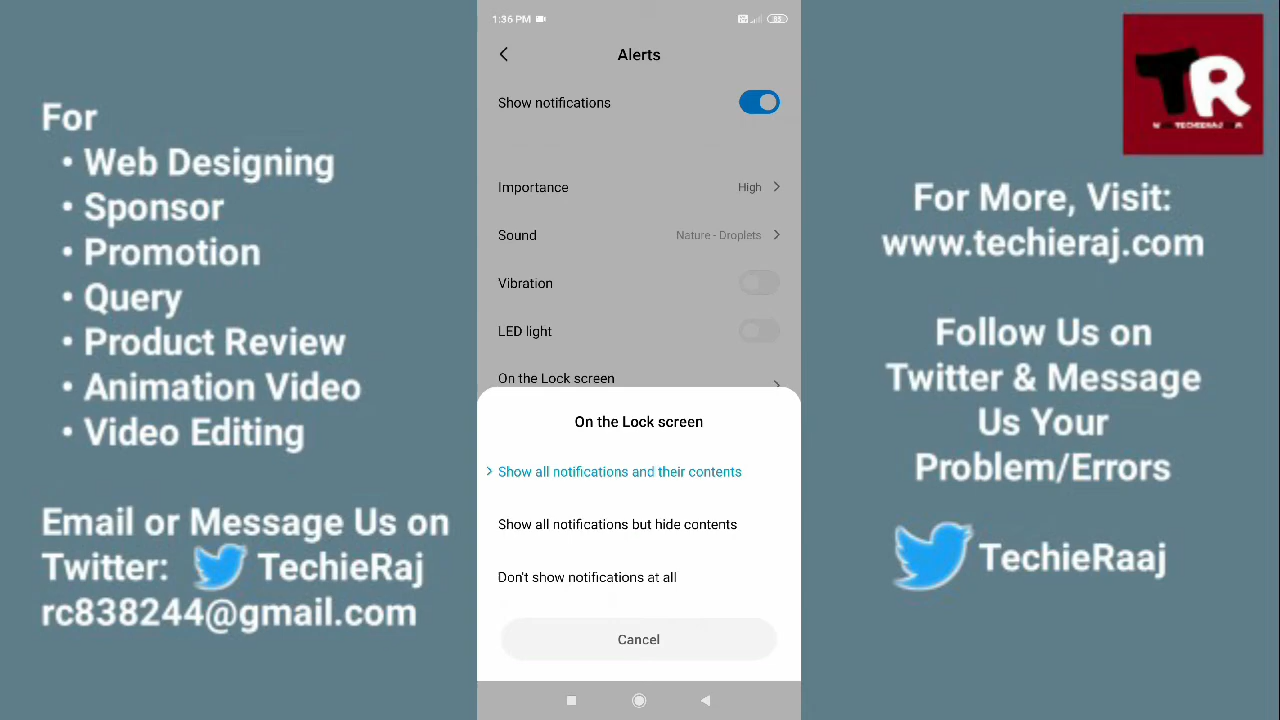 For
• Web Designing
• Sponsor
• Promotion
• Query
• Product Review
• Animation Video
• Video Editing
Email or Message Us on
Twitter: TechieRaj
rc838244@gmail.com
1:36 PM
85
Alerts
Show notifications
Importance
High
Sound
Nature - Droplets
Vibration
LED light
On the Lock screen
On the Lock screen
Show all notifications and their contents
Show all notifications but hide contents
Don't show notifications at all
Cancel
TR
For More, Visit:
www.techieraj.com
Follow Us on
Twitter & Message
Us Your
Problem/Errors
TechieRaaj